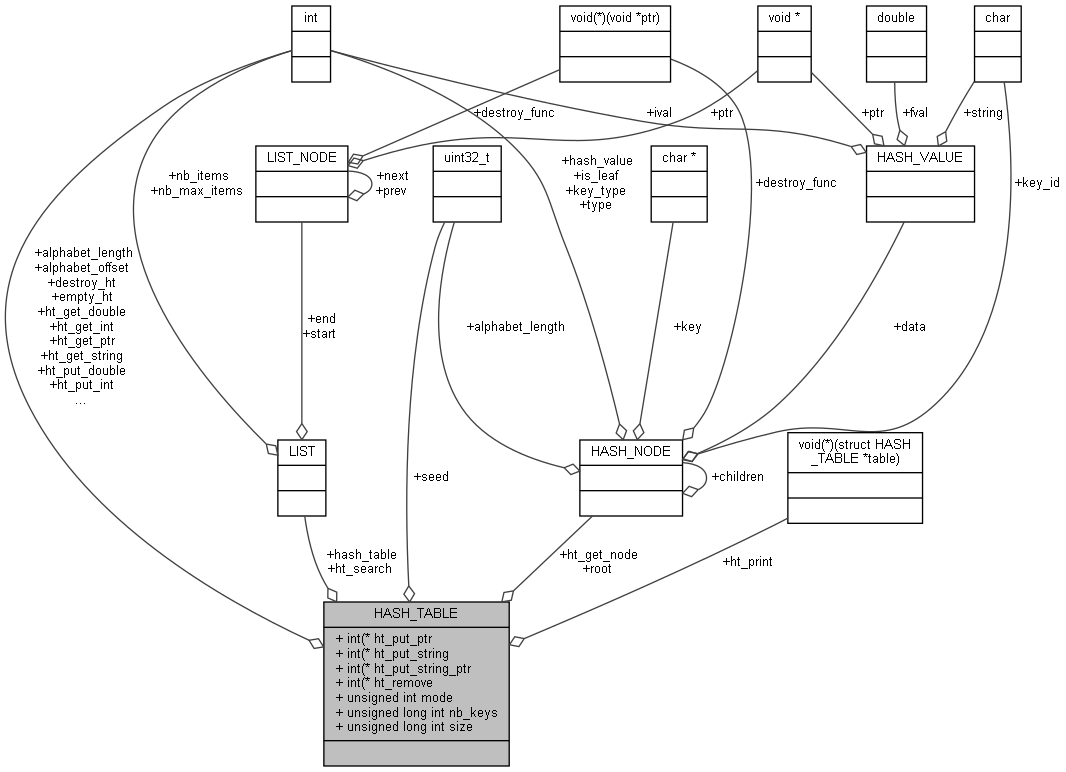 int
void(*)(void *ptr)
void *
double
char
+destroy_func
+ival
+ptr
+ptr
+fval
+string
LIST_NODE
uint32_t
char *
HASH_VALUE
+nb_items
+nb_max_items
+next
+prev
+hash_value
+is_leaf
+key_type
+type
+destroy_func
+key_id
+alphabet_length
+alphabet_offset
+destroy_ht
+empty_ht
+ht_get_double
+ht_get_int
+ht_get_ptr
+ht_get_string
+ht_put_double
+ht_put_int
...
+end
+start
+alphabet_length
+key
+data
LIST
+seed
HASH_NODE
+children
void(*)(struct HASH
_TABLE *table)
+hash_table
+ht_search
+ht_get_node
+root
+ht_print
HASH_TABLE
+ int(* ht_put_ptr
+ int(* ht_put_string
+ int(* ht_put_string_ptr
+ int(* ht_remove
+ unsigned int mode
+ unsigned long int nb_keys
+ unsigned long int size